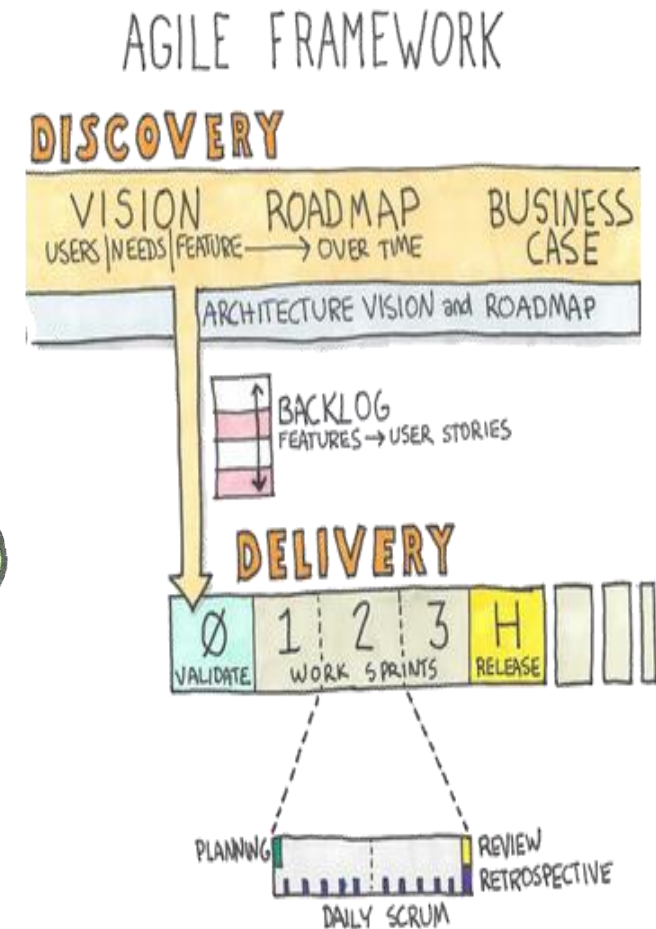 AGILE FRAMEWORK
DISCOVERY
VISION
USERS|NEEDS|FEATURE → OVER TIME
ROADMAP
BUSINESS
CASE
ARCHITECTURE VISION and ROADMAP
BACKLOG
FEATURES → USER STORIES
DELIVERY
Ø 1 2 3 H
VALIDATE WORK SPRINTS RELEASE
PLANNING
REVIEW
RETROSPECTIVE
DAILY SCRUM